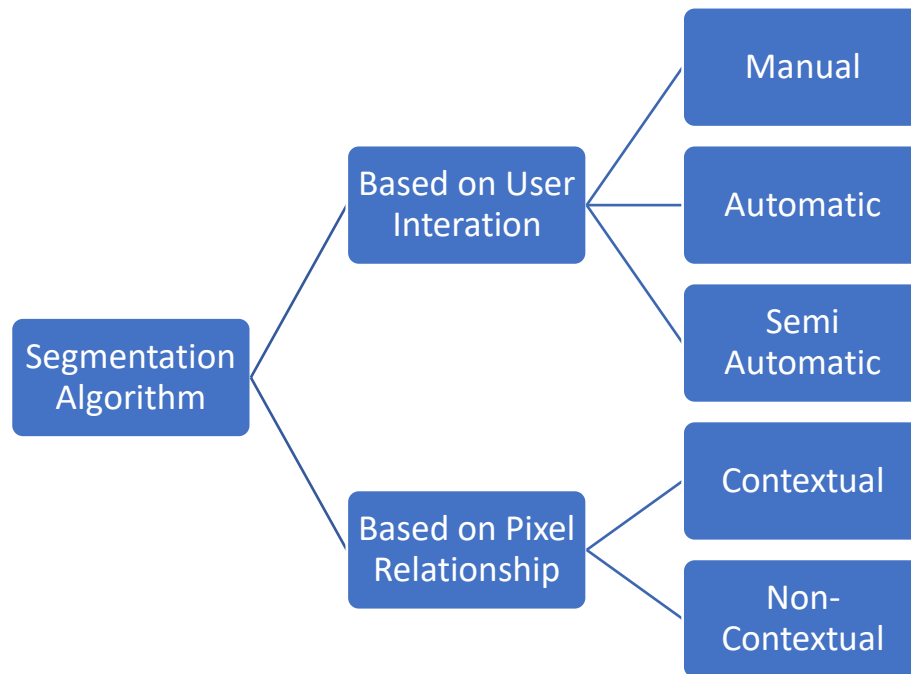 Segmentation
Algorithm
Based on User
Interation
Manual
Automatic
Semi
Automatic
Based on Pixel
Relationship
Contextual
Non-
Contextual